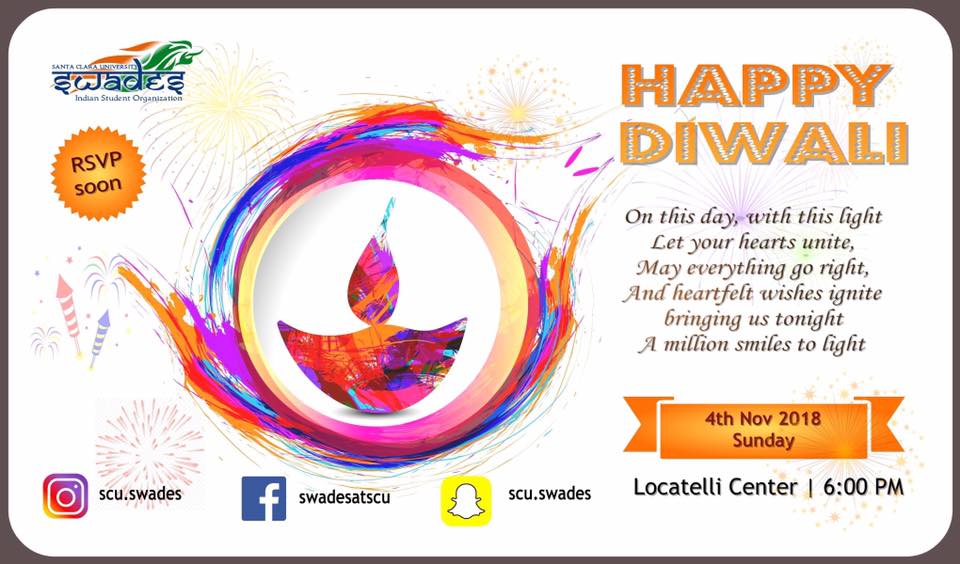 SANTA CLARA UNIVERSITY
swades
Indian Student Organization
RSVP
soon
HAPPY
DIWALI
On this day, with this light
Let your hearts unite,
May everything go right,
And heartfelt wishes ignite
bringing us tonight
A million smiles to light
4th Nov 2018
Sunday
Locatelli Center | 6:00 PM
scu.swades
swadesatscu
scu.swades